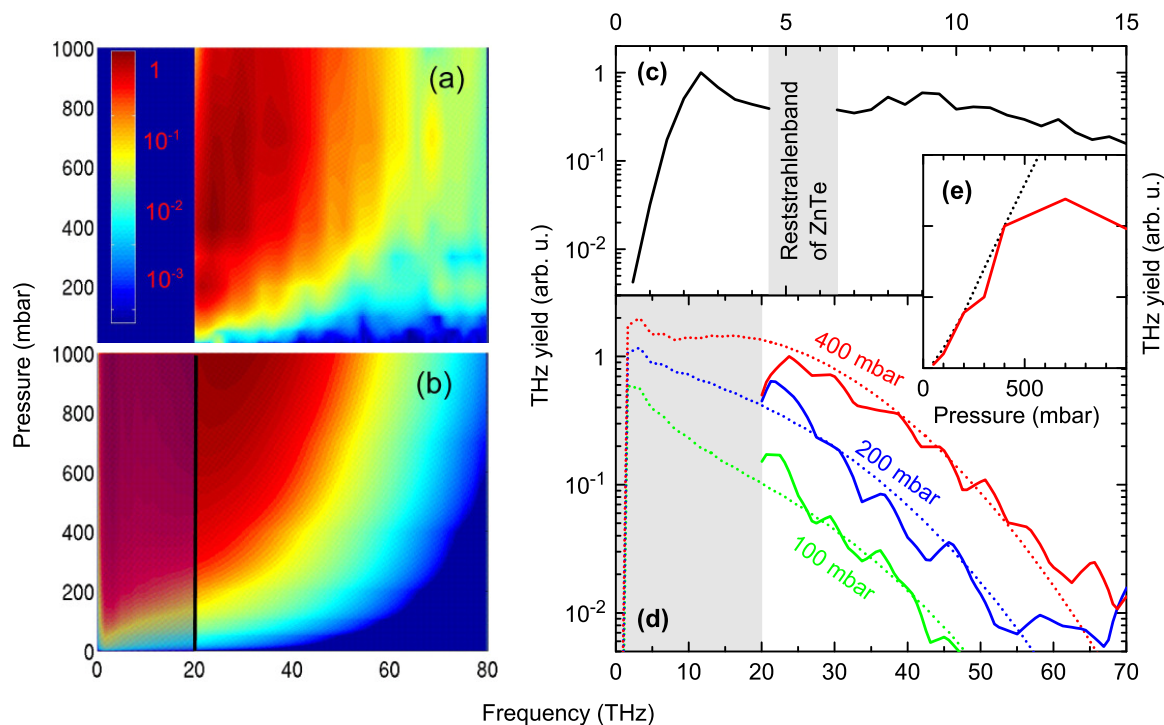 0 5 10 15
1000
800
600
400
200
1
10-1
10-2
10-3
(a)
1000
800
600
400
200
0
(b)
0 20 40 60 80
Pressure (mbar)
Frequency (THz)
THz yield (arb. u.)
1
10-1
10-2
(c)
Reststrahlenband
of ZnTe
(e)
500
Pressure (mbar)
THz yield (arb. u.)
1
10-1
10-2
400 mbar
200 mbar
100 mbar
(d)
0 10 20 30 40 50 60 70